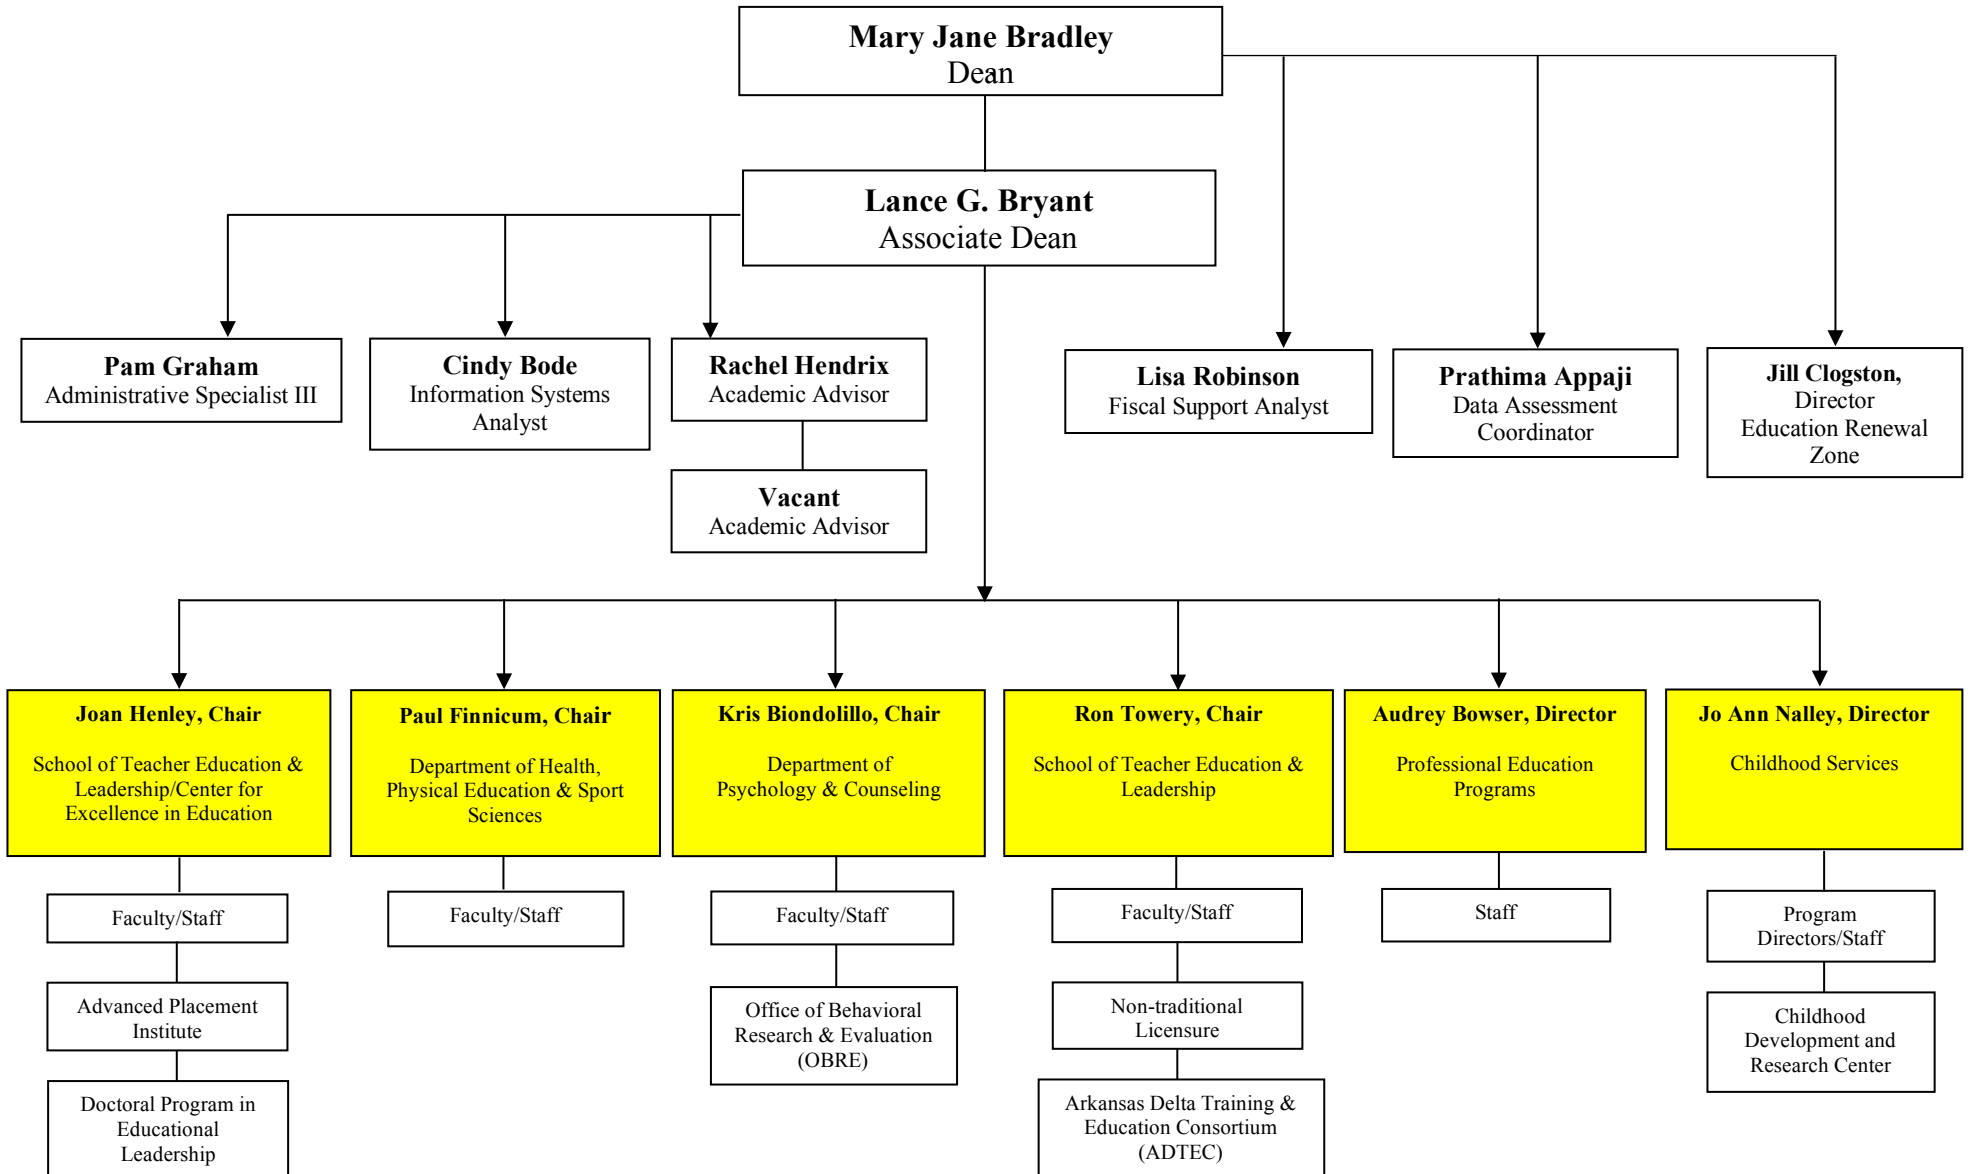 Mary Jane Bradley
Dean
Lance G. Bryant
Associate Dean
Pam Graham
Administrative Specialist III
Cindy Bode
Information Systems
Analyst
Rachel Hendrix
Academic Advisor
Vacant
Academic Advisor
Lisa Robinson
Fiscal Support Analyst
Prathima Appaji
Data Assessment
Coordinator
Jill Clogston,
Director
Education Renewal
Zone
Joan Henley, Chair
School of Teacher Education &
Leadership/Center for
Excellence in Education
Faculty/Staff
Advanced Placement
Institute
Doctoral Program in
Educational
Leadership
Paul Finnicum, Chair
Department of Health,
Physical Education & Sport
Sciences
Faculty/Staff
Kris Biondolillo, Chair
Department of
Psychology & Counseling
Faculty/Staff
Office of Behavioral
Research & Evaluation
(OBRE)
Ron Towery, Chair
School of Teacher Education &
Leadership
Faculty/Staff
Non-traditional
Licensure
Arkansas Delta Training &
Education Consortium
(ADTEC)
Audrey Bowser, Director
Professional Education
Programs
Staff
Jo Ann Nalley, Director
Childhood Services
Program
Directors/Staff
Childhood
Development and
Research Center